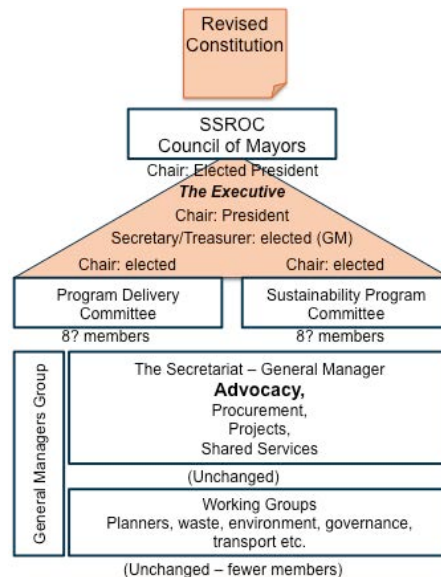 Revised
Constitution
SSROC
Council of Mayors
Chair: Elected President
The Executive
Chair: President
Secretary/Treasurer: elected (GM)
Chair: elected
Chair: elected
Program Delivery
Committee
Sustainability Program
Committee
8? members
8? members
General Managers Group
The Secretariat – General Manager
Advocacy,
Procurement,
Projects,
Shared Services
(Unchanged)
Working Groups
Planners, waste, environment, governance,
transport etc.
(Unchanged – fewer members)